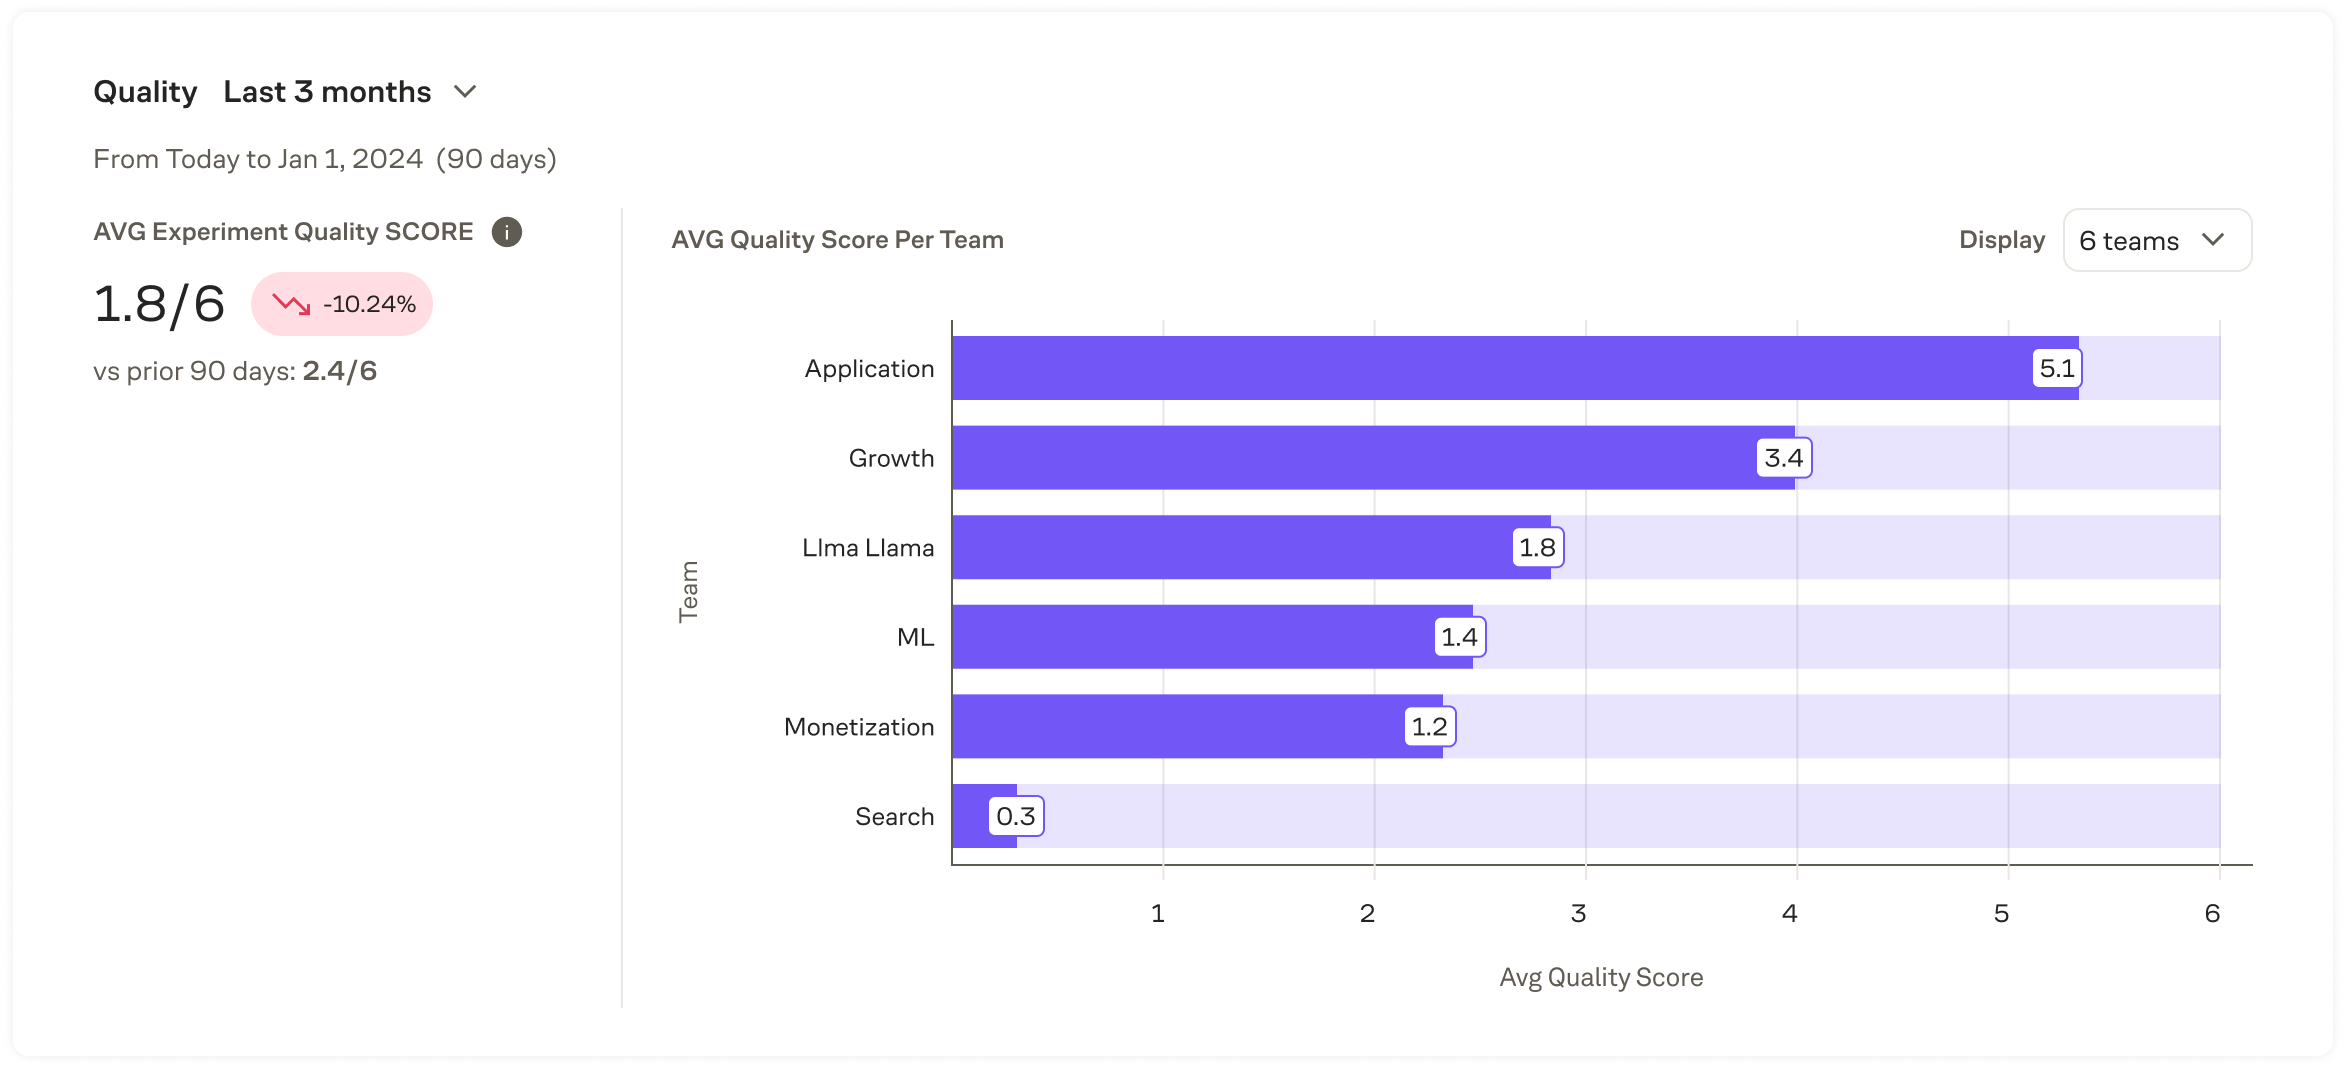 Quality Last 3 months
From Today to Jan 1, 2024 (90 days)
AVG Experiment Quality SCORE i
1.8/6 -10.24%
vs prior 90 days: 2.4/6
AVG Quality Score Per Team
Display 6 teams
Team
Application 5.1
Growth 3.4
Llma Llama 1.8
ML 1.4
Monetization 1.2
Search 0.3
1 2 3 4 5 6
Avg Quality Score